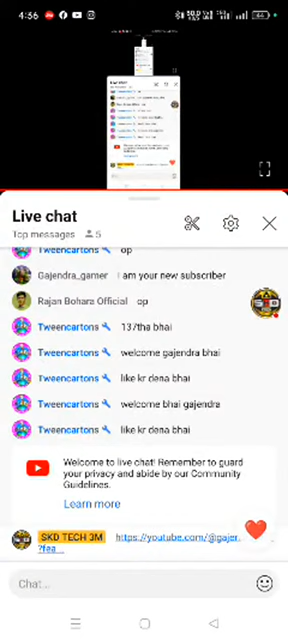 4:56
44
Live chat
Top messages 5
Tweencartons op
Gajendra_gamer i am your new subscriber
Rajan Bohara Official op
Tweencartons 137tha bhai
Tweencartons welcome gajendra bhai
Tweencartons like kr dena bhai
Tweencartons welcome bhai gajendra
Tweencartons like kr dena bhai
Welcome to live chat! Remember to guard
your privacy and abide by our Community
Guidelines.
Learn more
SKD TECH 3M https://youtube.com/@gajer..
?fea...
Chat...